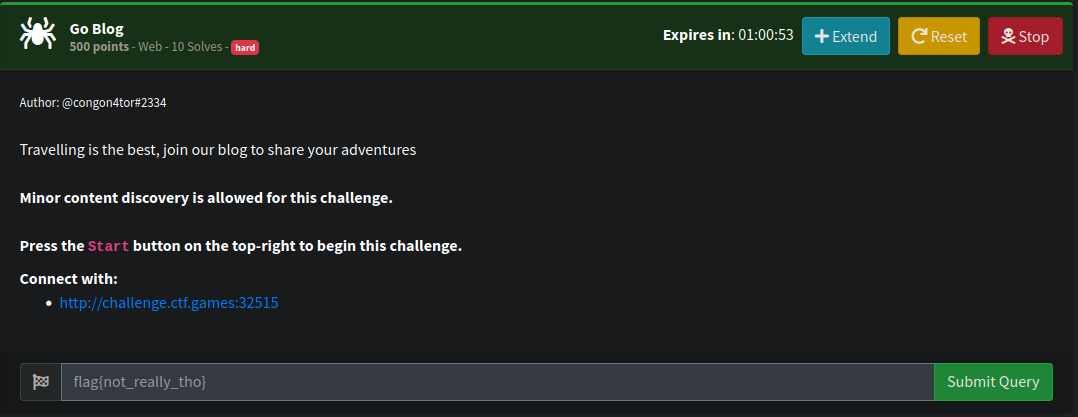 Go Blog
500 points - Web - 10 Solves - hard
Expires in: 01:00:53
Extend
Reset
Stop
Author: @congon4tor#2334
Travelling is the best, join our blog to share your adventures
Minor content discovery is allowed for this challenge.
Press the Start button on the top-right to begin this challenge.
Connect with:
• http://challenge.ctf.games:32515
flag{not_really_tho}
Submit Query